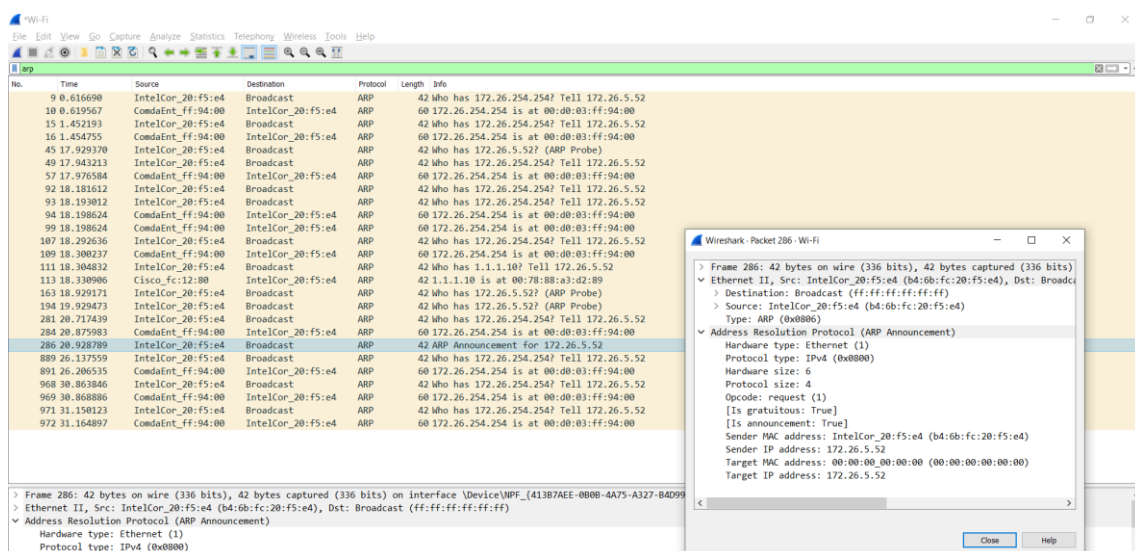 *Wi-Fi
File Edit View Go Capture Analyze Statistics Telephony Wireless Tools Help
arp
No. Time Source Destination Protocol Length Info
9 0.616690 IntelCor_20:f5:e4 Broadcast ARP 42 Who has 172.26.254.254? Tell 172.26.5.52
10 0.619567 ComdaEnt_ff:94:00 IntelCor_20:f5:e4 ARP 60 172.26.254.254 is at 00:d0:03:ff:94:00
15 1.452193 IntelCor_20:f5:e4 Broadcast ARP 42 Who has 172.26.254.254? Tell 172.26.5.52
16 1.454755 ComdaEnt_ff:94:00 IntelCor_20:f5:e4 ARP 60 172.26.254.254 is at 00:d0:03:ff:94:00
45 17.929370 IntelCor_20:f5:e4 Broadcast ARP 42 Who has 172.26.5.52? (ARP Probe)
49 17.943213 IntelCor_20:f5:e4 Broadcast ARP 42 Who has 172.26.254.254? Tell 172.26.5.52
57 17.976584 ComdaEnt_ff:94:00 IntelCor_20:f5:e4 ARP 60 172.26.254.254 is at 00:d0:03:ff:94:00
92 18.181612 IntelCor_20:f5:e4 Broadcast ARP 42 Who has 172.26.254.254? Tell 172.26.5.52
93 18.193012 IntelCor_20:f5:e4 Broadcast ARP 42 Who has 172.26.254.254? Tell 172.26.5.52
94 18.198624 ComdaEnt_ff:94:00 IntelCor_20:f5:e4 ARP 60 172.26.254.254 is at 00:d0:03:ff:94:00
99 18.198624 ComdaEnt_ff:94:00 IntelCor_20:f5:e4 ARP 60 172.26.254.254 is at 00:d0:03:ff:94:00
107 18.292636 IntelCor_20:f5:e4 Broadcast ARP 42 Who has 172.26.254.254? Tell 172.26.5.52
109 18.300237 ComdaEnt_ff:94:00 IntelCor_20:f5:e4 ARP 60 172.26.254.254 is at 00:d0:03:ff:94:00
111 18.304832 IntelCor_20:f5:e4 Broadcast ARP 42 Who has 1.1.1.10? Tell 172.26.5.52
113 18.330906 Cisco_fc:12:80 IntelCor_20:f5:e4 ARP 42 1.1.1.10 is at 00:78:88:a3:d2:89
163 18.929171 IntelCor_20:f5:e4 Broadcast ARP 42 Who has 172.26.5.52? (ARP Probe)
194 19.929473 IntelCor_20:f5:e4 Broadcast ARP 42 Who has 172.26.5.52? (ARP Probe)
281 20.717439 IntelCor_20:f5:e4 Broadcast ARP 42 Who has 172.26.254.254? Tell 172.26.5.52
284 20.875983 ComdaEnt_ff:94:00 IntelCor_20:f5:e4 ARP 60 172.26.254.254 is at 00:d0:03:ff:94:00
286 20.928789 IntelCor_20:f5:e4 Broadcast ARP 42 ARP Announcement for 172.26.5.52
889 26.137559 IntelCor_20:f5:e4 Broadcast ARP 42 Who has 172.26.254.254? Tell 172.26.5.52
891 26.206535 ComdaEnt_ff:94:00 IntelCor_20:f5:e4 ARP 60 172.26.254.254 is at 00:d0:03:ff:94:00
968 30.863846 IntelCor_20:f5:e4 Broadcast ARP 42 Who has 172.26.254.254? Tell 172.26.5.52
969 30.868886 ComdaEnt_ff:94:00 IntelCor_20:f5:e4 ARP 60 172.26.254.254 is at 00:d0:03:ff:94:00
971 31.150123 IntelCor_20:f5:e4 Broadcast ARP 42 Who has 172.26.254.254? Tell 172.26.5.52
972 31.164897 ComdaEnt_ff:94:00 IntelCor_20:f5:e4 ARP 60 172.26.254.254 is at 00:d0:03:ff:94:00
Frame 286: 42 bytes on wire (336 bits), 42 bytes captured (336 bits) on interface \Device\NPF_{413B7AEE-0B0B-4A75-A327-B4D99
Ethernet II, Src: IntelCor_20:f5:e4 (b4:6b:fc:20:f5:e4), Dst: Broadcast (ff:ff:ff:ff:ff:ff)
Address Resolution Protocol (ARP Announcement)
Hardware type: Ethernet (1)
Protocol type: IPv4 (0x0800)
Wireshark · Packet 286 · Wi-Fi
Frame 286: 42 bytes on wire (336 bits), 42 bytes captured (336 bits)
Ethernet II, Src: IntelCor_20:f5:e4 (b4:6b:fc:20:f5:e4), Dst: Broadca
Destination: Broadcast (ff:ff:ff:ff:ff:ff)
Source: IntelCor_20:f5:e4 (b4:6b:fc:20:f5:e4)
Type: ARP (0x0806)
Address Resolution Protocol (ARP Announcement)
Hardware type: Ethernet (1)
Protocol type: IPv4 (0x0800)
Hardware size: 6
Protocol size: 4
Opcode: request (1)
[Is gratuitous: True]
[Is announcement: True]
Sender MAC address: IntelCor_20:f5:e4 (b4:6b:fc:20:f5:e4)
Sender IP address: 172.26.5.52
Target MAC address: 00:00:00_00:00:00 (00:00:00:00:00:00)
Target IP address: 172.26.5.52
Close Help